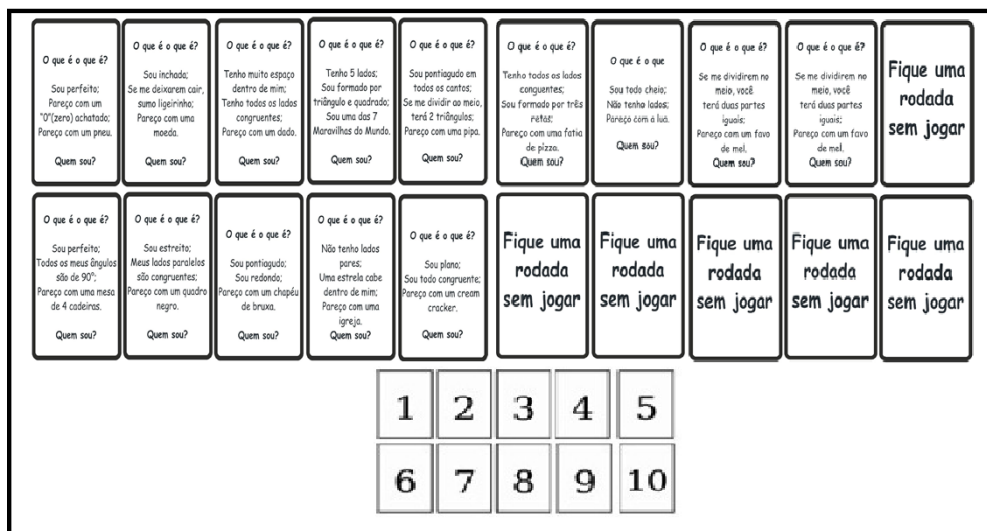 O que é o que é?
Sou perfeito;
Pareço com um
"0"(zero) achatado;
Pareço com um pneu.
Quem sou?
O que é o que é?
Sou inchada;
Se me deixarem cair,
sumo ligeirinho;
Pareço com uma
moeda.
Quem sou?
O que é o que é?
Tenho muito espaço
dentro de mim;
Tenho todos os lados
congruentes;
Pareço com um dado.
Quem sou?
O que é o que é?
Tenho 5 lados;
Sou formado por
triângulo e quadrado;
Sou uma das 7
Maravilhas do Mundo.
Quem sou?
O que é o que é?
Sou pontiagudo em
todos os cantos;
Se me dividir ao meio,
terá 2 triângulos;
Pareço com uma pipa.
Quem sou?
O que é o que é?
Tenho todos os lados
conguentes;
Sou formado por três
retas;
Pareço com uma fatia
de pizza.
Quem sou?
O que é o que
Sou todo cheio;
Não tenho lados;
Pareço com a lua.
Quem sou?
O que é o que é?
Se me dividirem no
meio, você
terá duas partes
iguais;
Pareço com um favo
de mel.
Quem sou?
O que é o que é?
Se me dividirem no
meio, você
terá duas partes
iguais;
Pareço com um favo
de mel.
Quem sou?
Fique uma
rodada
sem jogar
O que é o que é?
Sou perfeito;
Todos os meus ângulos
são de 90°;
Pareço com uma mesa
de 4 cadeiras.
Quem sou?
O que é o que é?
Sou estreito;
Meus lados paralelos
são congruentes;
Pareço com um quadro
negro.
Quem sou?
O que é o que é?
Sou pontiagudo;
Sou redondo;
Pareço com um chapéu
de bruxa.
Quem sou?
O que é o que é?
Não tenho lados
pares;
Uma estrela cabe
dentro de mim;
Pareço com uma
igreja.
Quem sou?
O que é o que é?
Sou plano;
Sou todo congruente;
Pareço com um cream
cracker.
Quem sou?
Fique uma
rodada
sem jogar
Fique uma
rodada
sem jogar
Fique uma
rodada
sem jogar
Fique uma
rodada
sem jogar
Fique uma
rodada
sem jogar
1 2 3 4 5
6 7 8 9 10